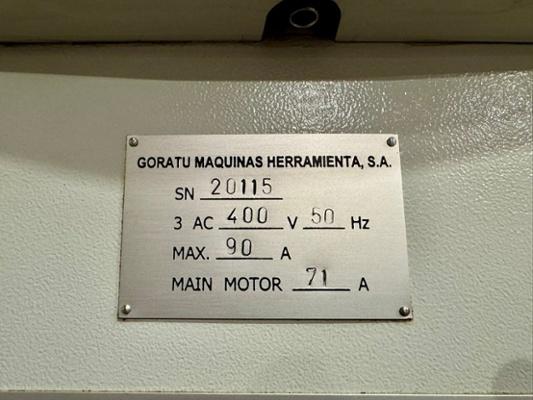 GORATU MAQUINAS HERRAMIENTA, S.A.
SN 20115
3 AC 400 V 50 Hz
MAX. 90 A
MAIN MOTOR 71 A